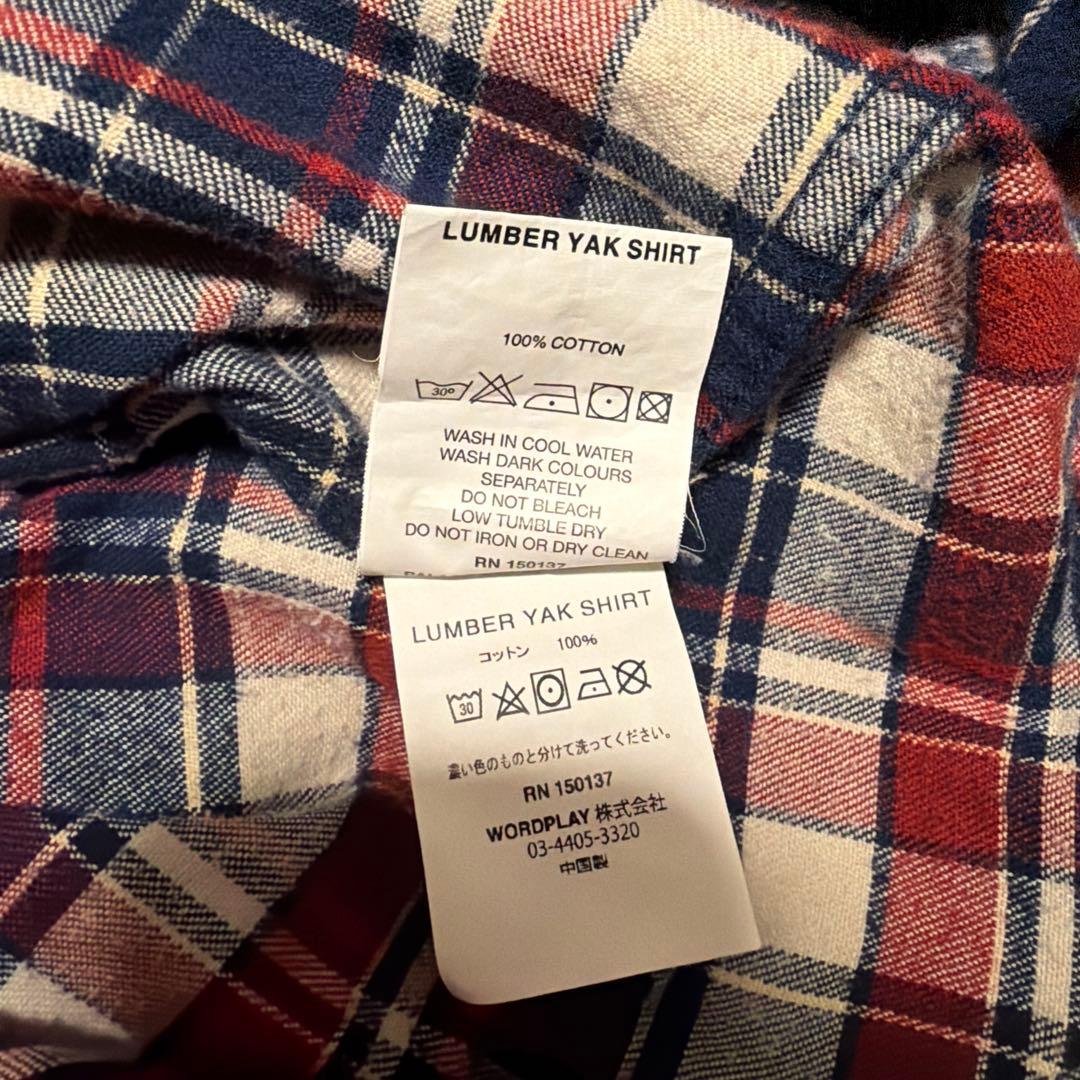 LUMBER YAK SHIRT
100% COTTON
30º
WASH IN COOL WATER
WASH DARK COLOURS
SEPARATELY
DO NOT BLEACH
LOW TUMBLE DRY
DO NOT IRON OR DRY CLEAN
RN 150137
LUMBER YAK SHIRT
コットン 100%
30
濃い色のものと分けて洗ってください。
RN 150137
WORDPLAY 株式会社
03-4405-3320
中国製